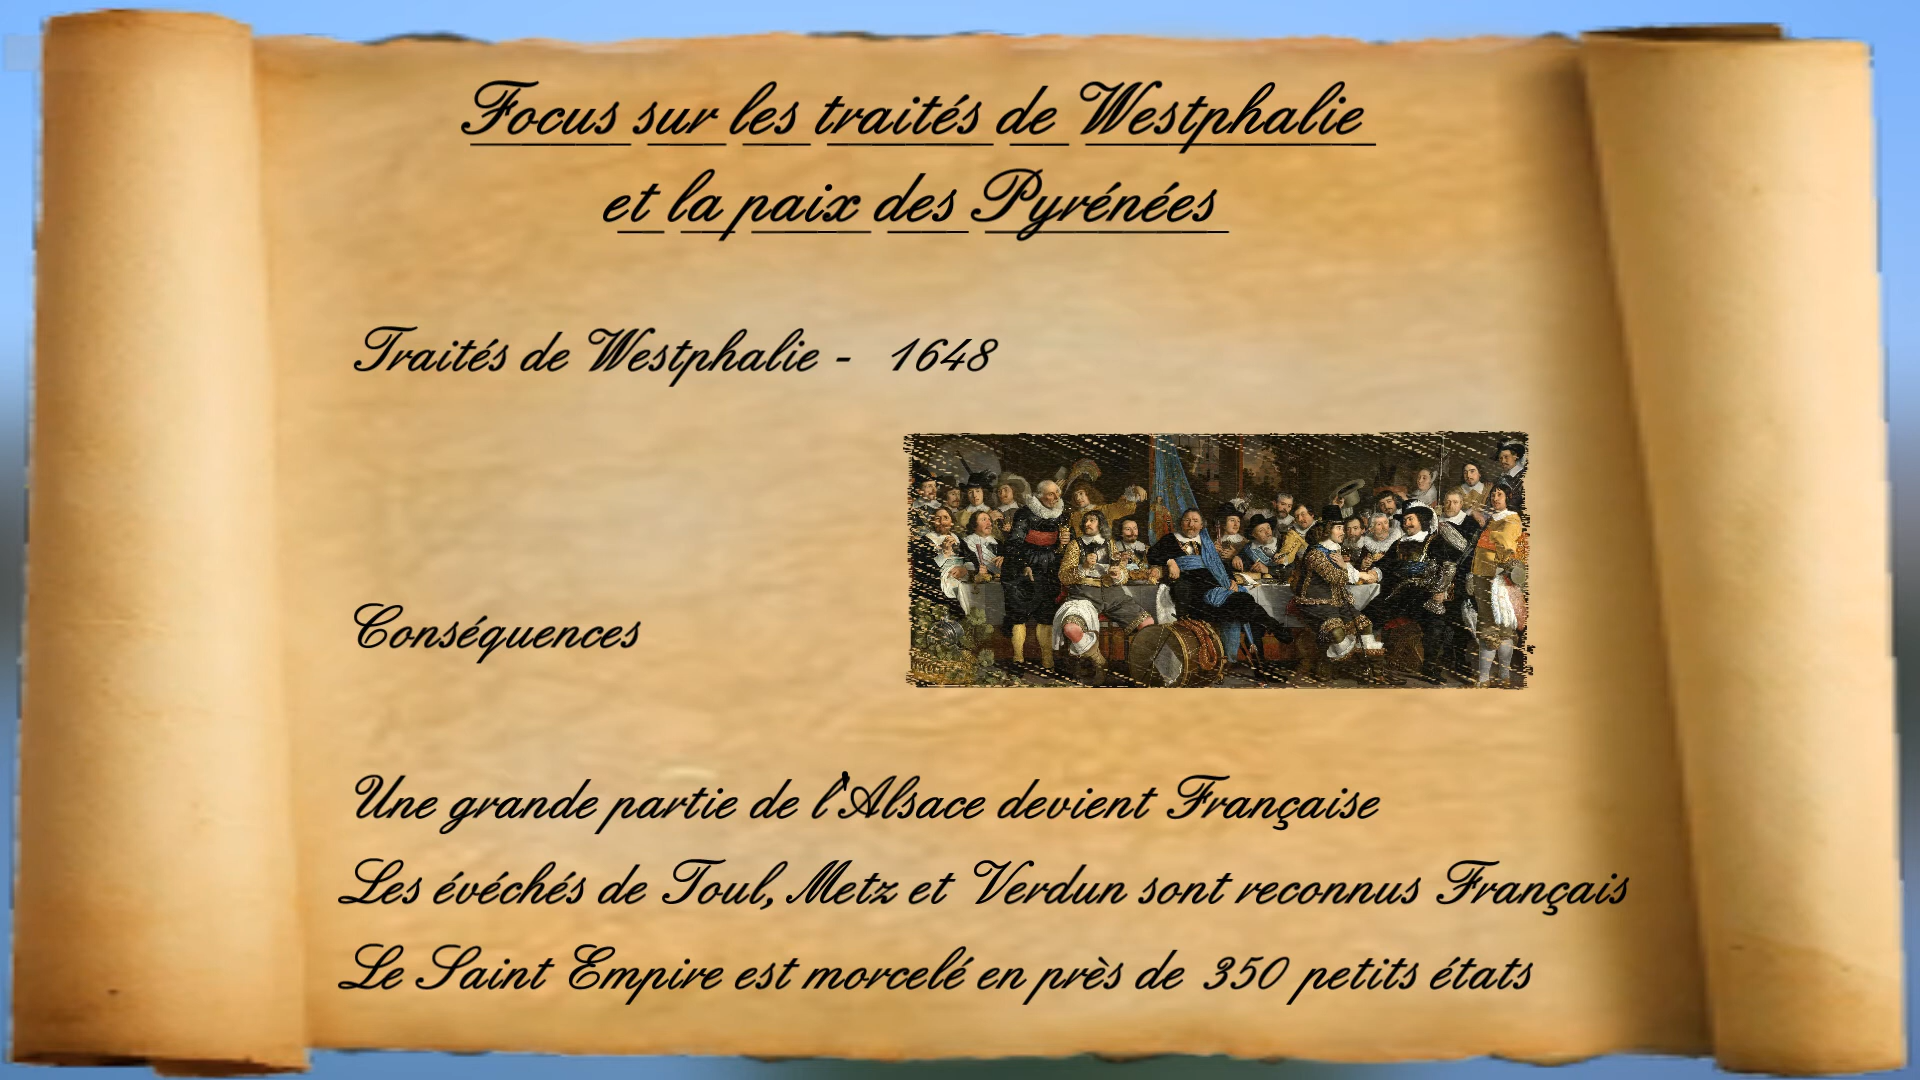 Focus sur les traités de Westphalie
et la paix des Pyrénées
Traités de Westphalie - 1648
Conséquences
Une grande partie de l'Alsace devient Française
Les évéchés de Toul, Metz et Verdun sont reconnus Français
Le Saint Empire est morcelé en près de 350 petits états